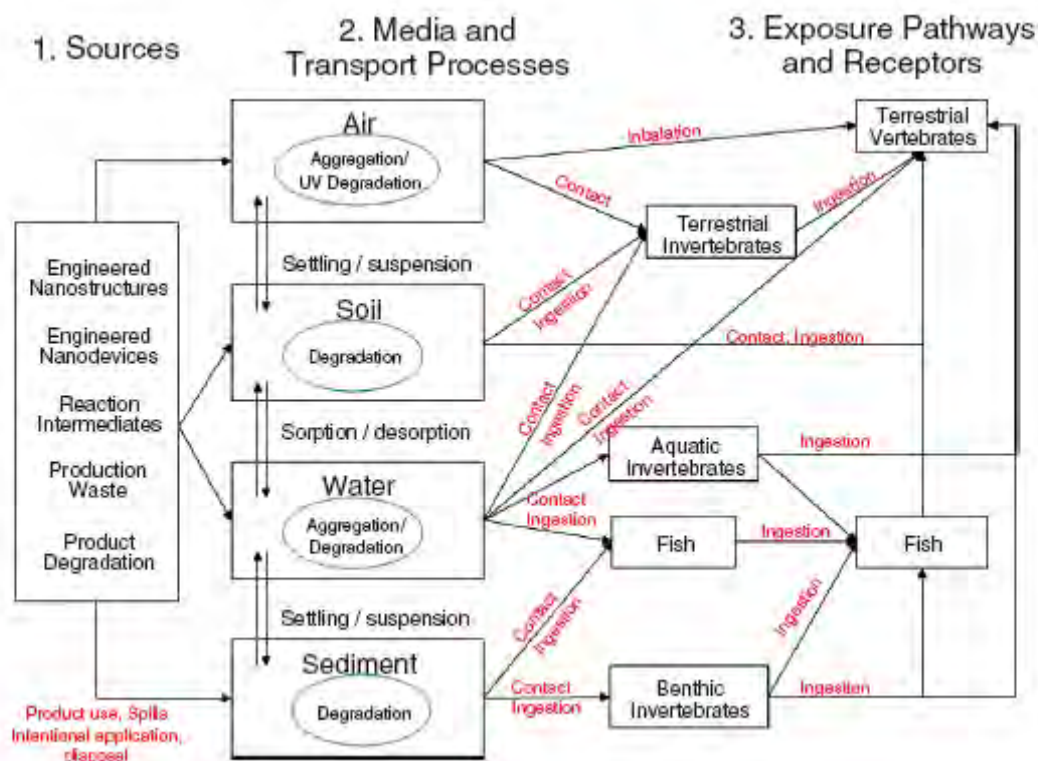 1. Sources
2. Media and
Transport Processes
3. Exposure Pathways
and Receptors
Engineered
Nanostructures
Engineered
Nanodevices
Reaction
Intermediates
Production
Waste
Product
Degradation
Product use, Spills
Intentional application,
disposal
Air
Aggregation/
UV Degradation
Settling / suspension
Soil
Degradation
Sorption / desorption
Water
Aggregation/
Degradation
Settling / suspension
Sediment
Degradation
Inhalation
Contact
Contact
Ingestion
Contact
Ingestion
Contact
Ingestion
Contact
Ingestion
Contact
Ingestion
Contact
Ingestion
Terrestrial
Invertebrates
Ingestion
Contact, Ingestion
Aquatic
Invertebrates
Ingestion
Fish
Ingestion
Benthic
Invertebrates
Ingestion
Ingestion
Terrestrial
Vertebrates
Fish